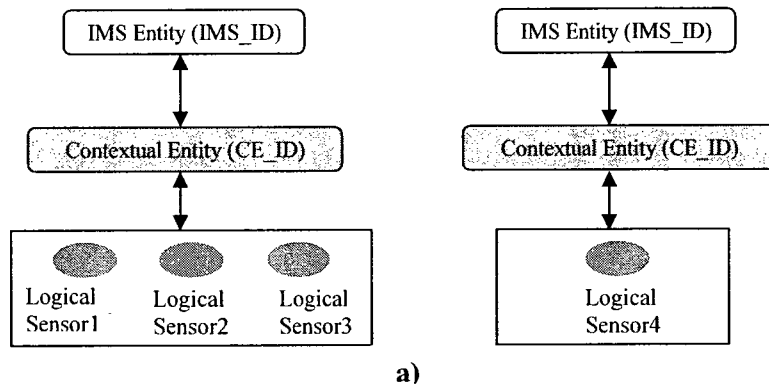 IMS Entity (IMS_ID)
Contextual Entity (CE_ID)
Logical Sensor1
Logical Sensor2
Logical Sensor3
IMS Entity (IMS_ID)
Contextual Entity (CE_ID)
Logical Sensor4
a)